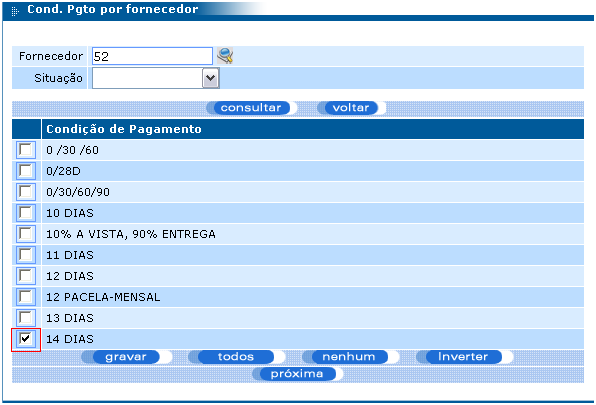 Cond. Pgto por fornecedor
Fornecedor 52
Situação
consultar voltar
Condição de Pagamento
0 /30 /60
0/28D
0/30/60/90
10 DIAS
10% A VISTA, 90% ENTREGA
11 DIAS
12 DIAS
12 PACELA-MENSAL
13 DIAS
14 DIAS
gravar todos nenhum Inverter
próxima